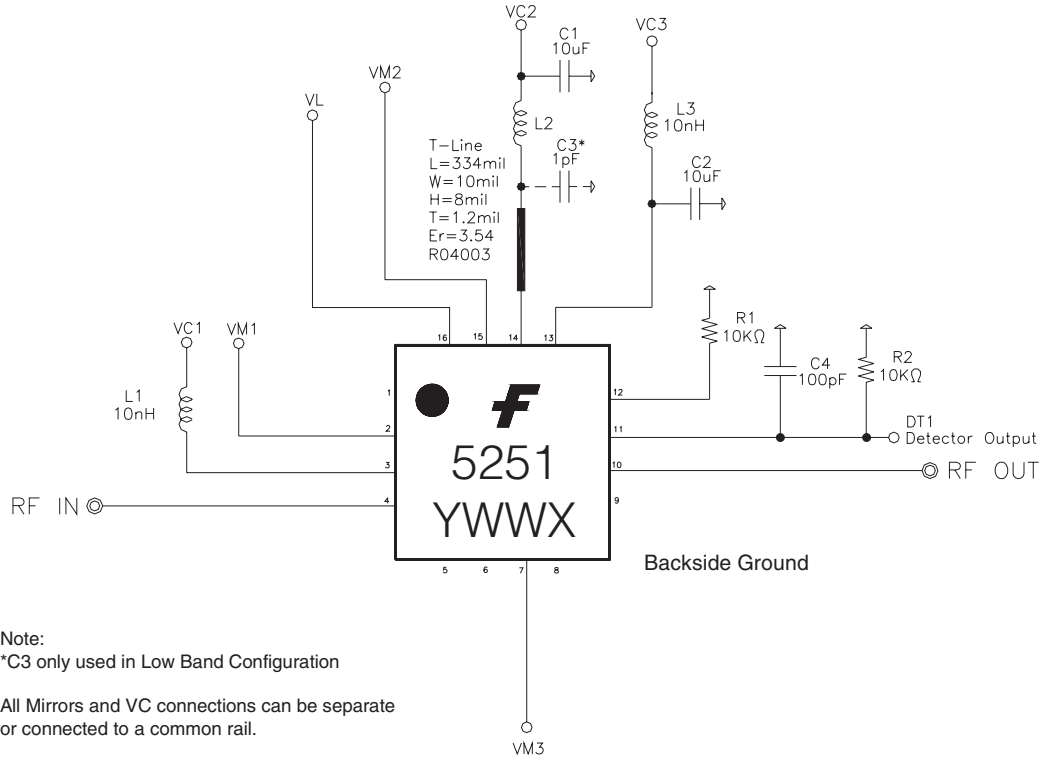 VC2
C1
10uF
VC3
VM2
VL
L3
10nH
L2
T-Line
L=334mil
W=10mil
H=8mil
T=1.2mil
Er=3.54
RO4003
C3*
1pF
C2
10uF
VC1
VM1
16
15
14
13
R1
10KΩ
C4
100pF
R2
10KΩ
L1
10nH
1
2
3
4
12
11
10
9
DT1
Detector Output
RF OUT
RF IN
F
5251
YWWX
5
6
7
8
Backside Ground
Note:
*C3 only used in Low Band Configuration
All Mirrors and VC connections can be separate
or connected to a common rail.
VM3